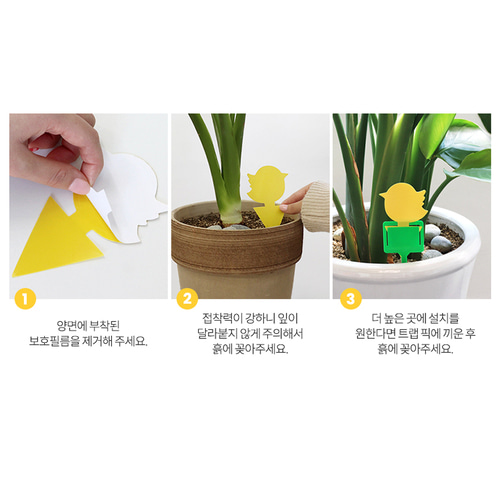 1
양면에 부착된
보호필름을 제거해 주세요.
2
접착력이 강하니 잎이
달라붙지 않게 주의해서
흙에 꽂아주세요.
3
더 높은 곳에 설치를
원한다면 트랩 픽에 끼운 후
흙에 꽂아주세요.